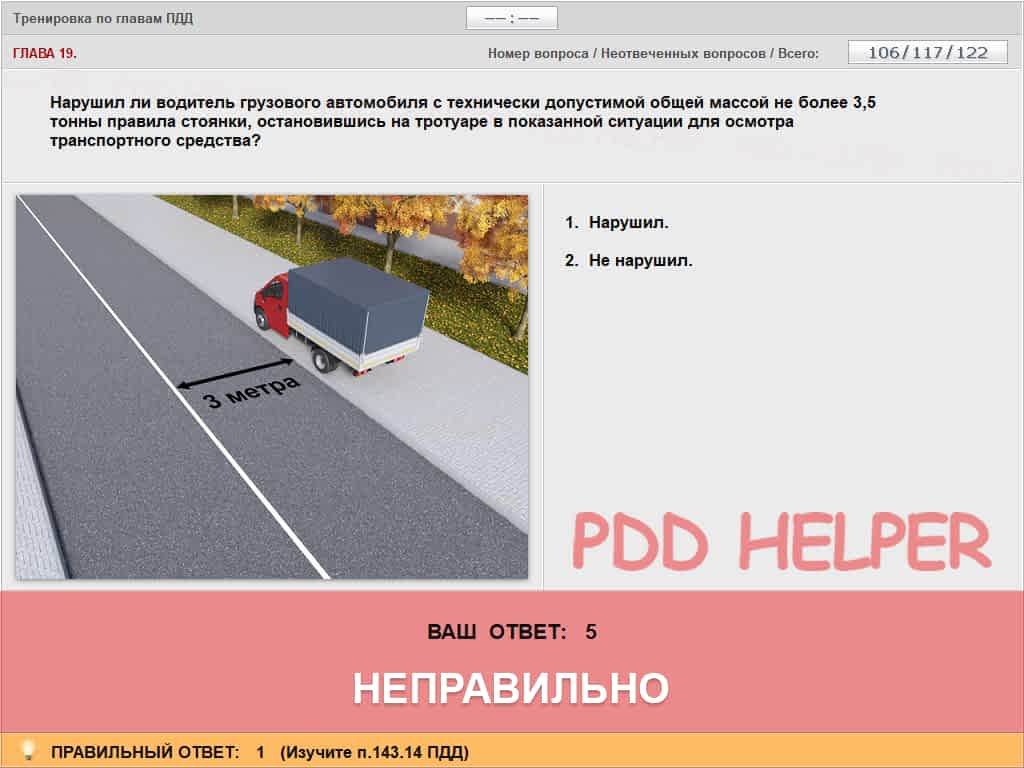 Тренировка по главам ПДД
—— : ——
ГЛАВА 19.
Номер вопроса / Неотвеченных вопросов / Всего:
106/117/122
Нарушил ли водитель грузового автомобиля с технически допустимой общей массой не более 3,5
тонны правила стоянки, остановившись на тротуаре в показанной ситуации для осмотра
транспортного средства?
1. Нарушил.
2. Не нарушил.
3 метра
PDD HELPER
ВАШ ОТВЕТ: 5
НЕПРАВИЛЬНО
ПРАВИЛЬНЫЙ ОТВЕТ: 1 (Изучите п.143.14 ПДД)